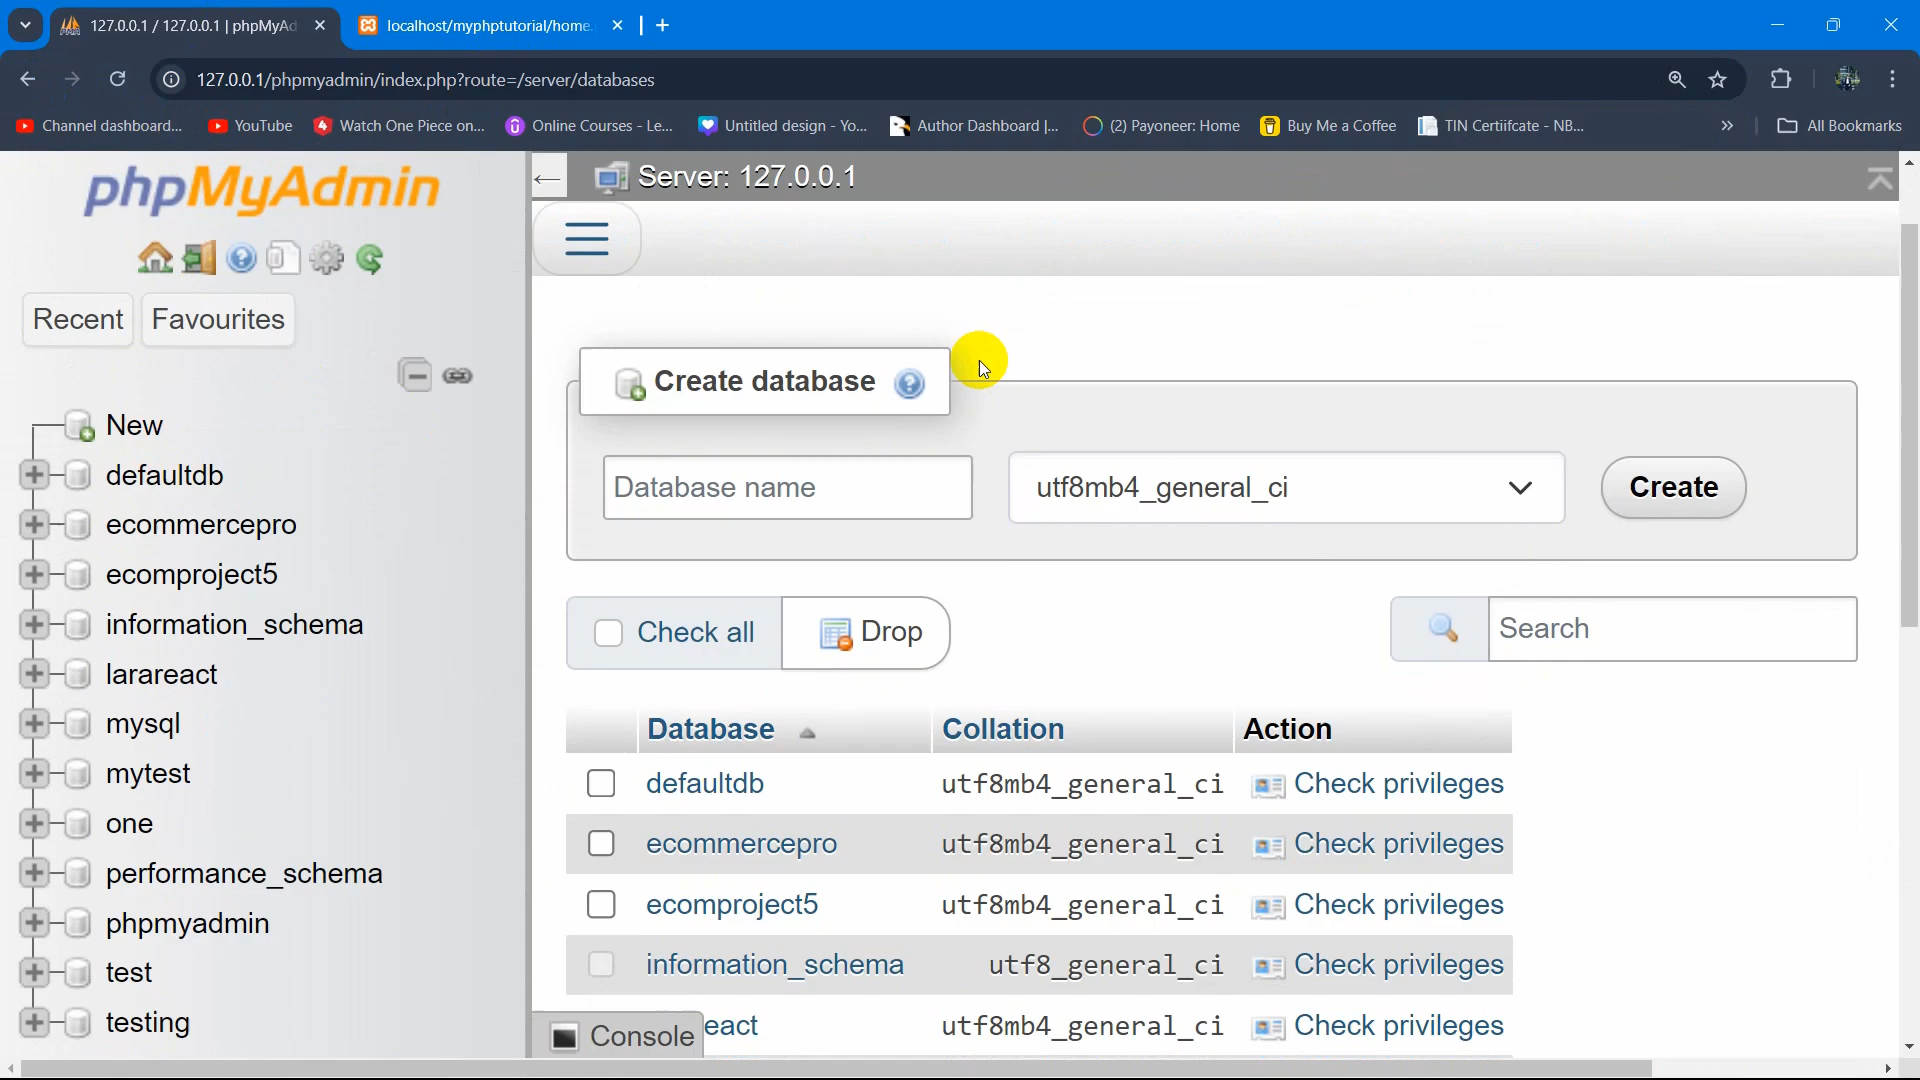 127.0.0.1 / 127.0.0.1 | phpMyAd
localhost/myphptutorial/home.
127.0.0.1/phpmyadmin/index.php?route=/server/databases
Channel dashboard...
YouTube
Watch One Piece on...
Online Courses - Le...
Untitled design - Yo...
Author Dashboard |...
(2) Payoneer: Home
Buy Me a Coffee
TIN Certiifcate - NB...
All Bookmarks
phpMyAdmin
Recent
Favourites
New
defaultdb
ecommercepro
ecomproject5
information_schema
larareact
mysql
mytest
one
performance_schema
phpmyadmin
test
testing
Server: 127.0.0.1
Create database
Database name
utf8mb4_general_ci
Create
Check all
Drop
Search
Database Collation Action
defaultdb utf8mb4_general_ci Check privileges
ecommercepro utf8mb4_general_ci Check privileges
ecomproject5 utf8mb4_general_ci Check privileges
information_schema utf8_general_ci Check privileges
eact utf8mb4_general_ci Check privileges
Console